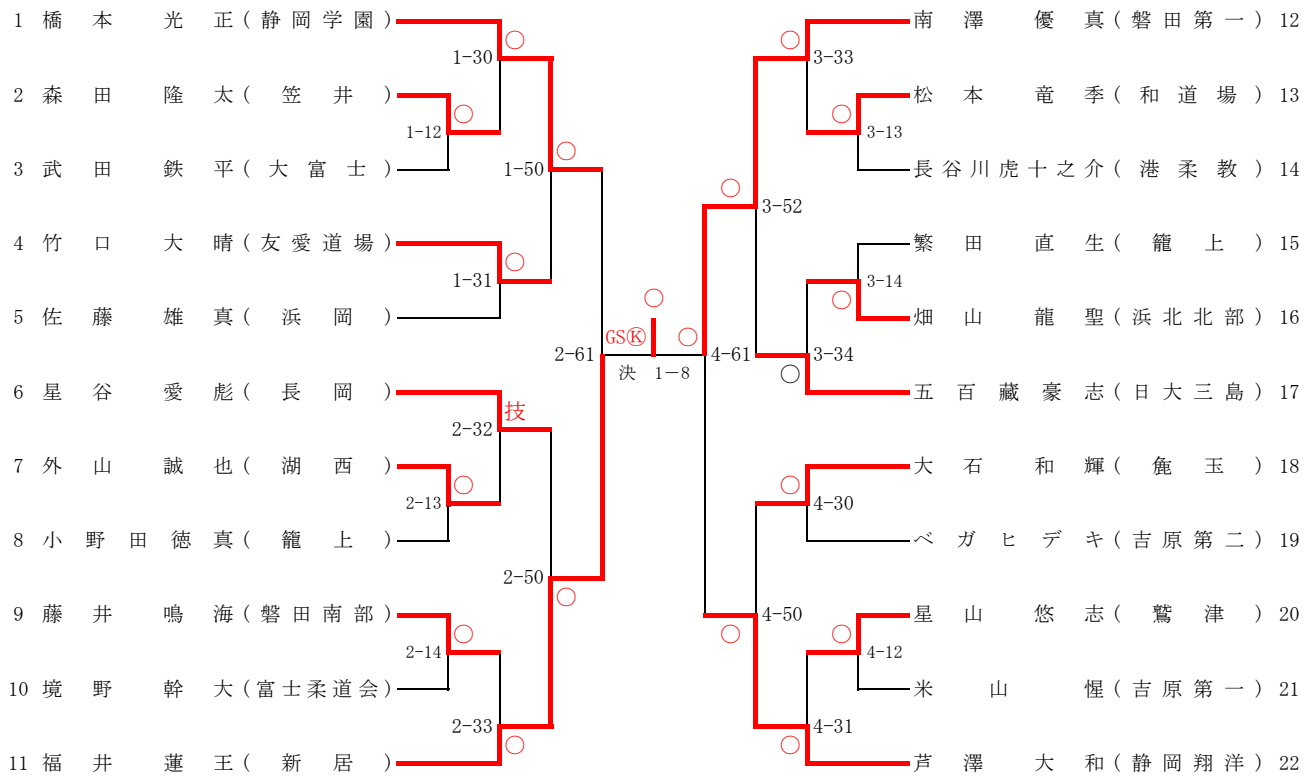 1 橋本光正(静岡学園)
南澤優真(磐田第一) 12
1-30
3-33
2 森田隆太(笠井)
松本竜季(和道場) 13
1-12
3-13
3 武田鉄平(大富士)
1-50
長谷川虎十之介(港柔教) 14
3-52
4 竹口大晴(友愛道場)
繁田直生(籠上) 15
1-31
3-14
5 佐藤雄真(浜岡)
畑山龍聖(浜北北部) 16
GSⓀ
2-61
4-61
3-34
決 1-8
6 星谷愛彪(長岡)
五百藏豪志(日大三島) 17
技
2-32
7 外山誠也(湖西)
大石和輝(麁玉) 18
2-13
4-30
8 小野田徳真(籠上)
ベガヒデキ(吉原第二) 19
2-50
9 藤井鳴海(磐田南部)
4-50
星山悠志(鷲津) 20
2-14
4-12
10 境野幹大(富士柔道会)
米山惺(吉原第一) 21
2-33
4-31
11 福井蓮王(新居)
芦澤大和(静岡翔洋) 22